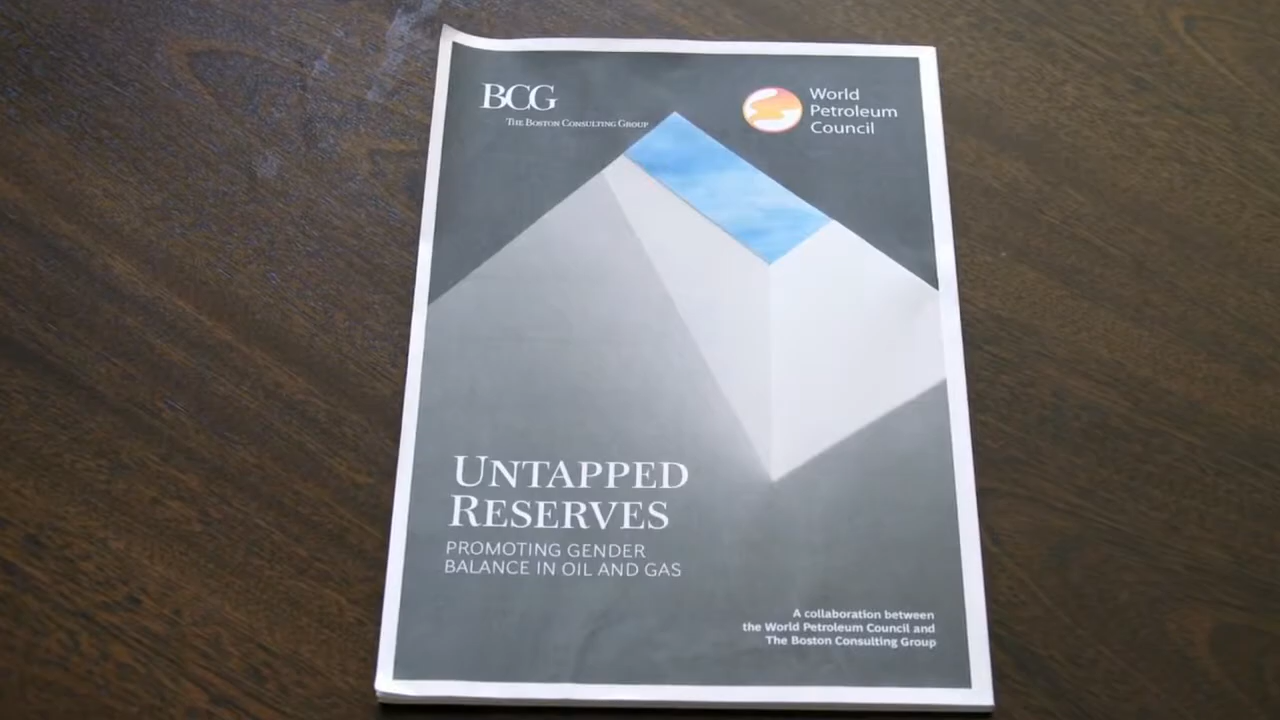 BCG
THE BOSTON CONSULTING GROUP
World
Petroleum
Council
UNTAPPED
RESERVES
PROMOTING GENDER
BALANCE IN OIL AND GAS
A collaboration between
the World Petroleum Council and
The Boston Consulting Group